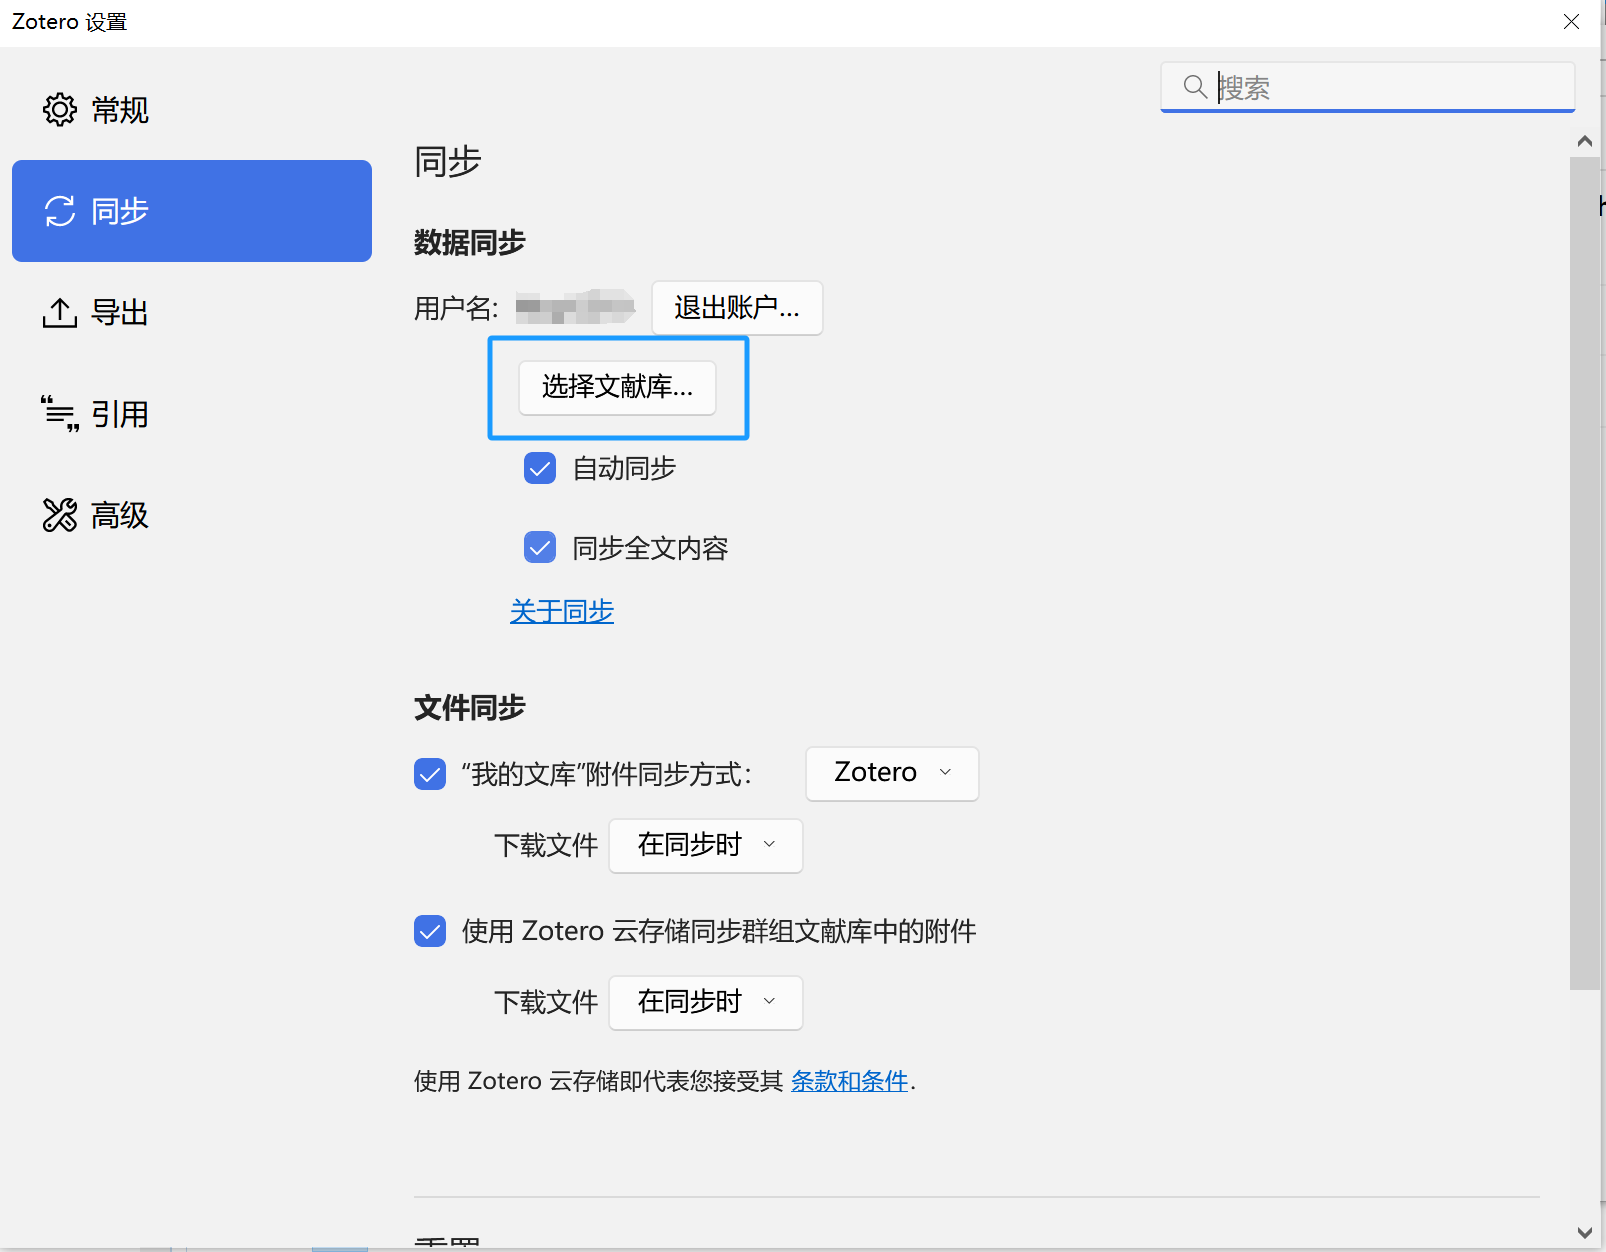 Zotero 设置
搜索
常规
同步
导出
引用
高级
同步
数据同步
用户名:
退出账户...
选择文献库...
自动同步
同步全文内容
关于同步
文件同步
“我的文库”附件同步方式：
Zotero
下载文件 在同步时
使用 Zotero 云存储同步群组文献库中的附件
下载文件 在同步时
使用 Zotero 云存储即代表您接受其 条款和条件.